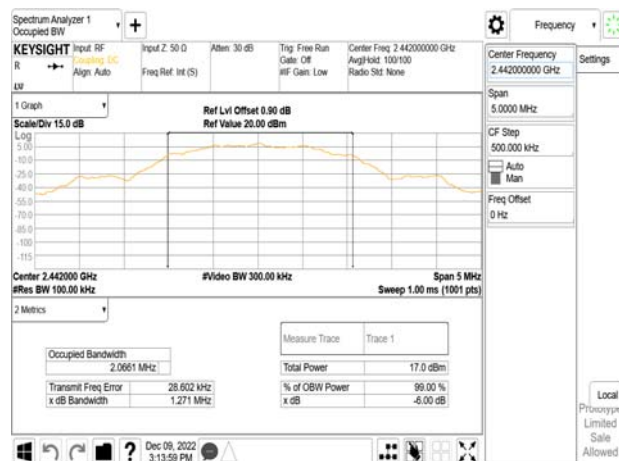 Spectrum Analyzer 1
Occupied BW
Frequency
KEYSIGHT
Input: RF
Input Z: 50 Ω
Atten: 30 dB
Trig: Free Run
Center Freq: 2.442000000 GHz
R
Coupling: DC
Gate: Off
Avg|Hold: 100/100
Align: Auto
Freq Ref: Int (S)
#IF Gain: Low
Radio Std: None
Center Frequency
2.442000000 GHz
Settings
Span
5.0000 MHz
CF Step
500.000 kHz
Auto
Man
Freq Offset
0 Hz
1 Graph
Ref Lvl Offset 0.90 dB
Scale/Div 15.0 dB
Ref Value 20.00 dBm
Log
5.00
-10.0
-25.0
-40.0
-55.0
-70.0
-85.0
-100
-115
Center 2.442000 GHz
#Video BW 300.00 kHz
Span 5 MHz
#Res BW 100.00 kHz
Sweep 1.00 ms (1001 pts)
2 Metrics
Measure Trace
Trace 1
Occupied Bandwidth
2.0661 MHz
Total Power
17.0 dBm
Transmit Freq Error
28.602 kHz
% of OBW Power
99.00 %
x dB Bandwidth
1.271 MHz
x dB
-6.00 dB
Local
Limited
Sale
Allowed
?
Dec 09, 2022
3:13:59 PM